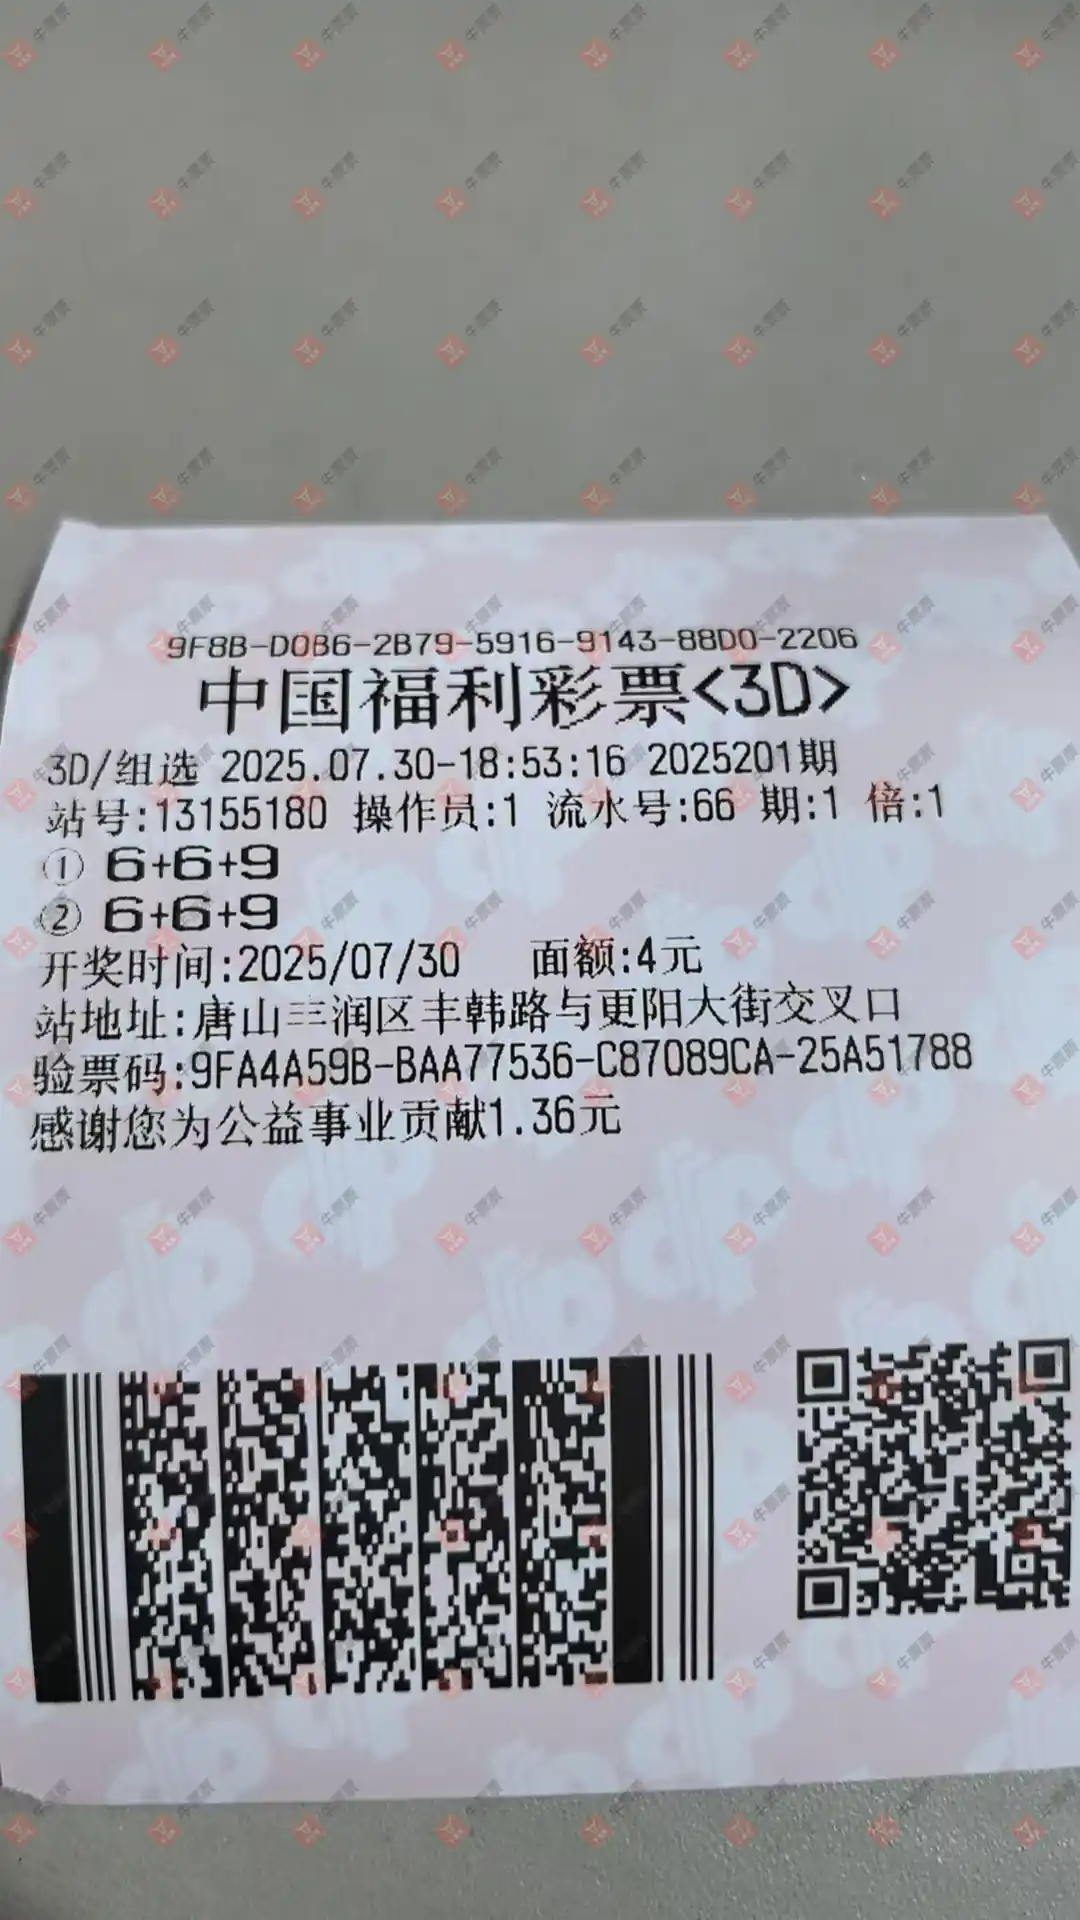 9F8B-D0B6-2B79-5916-9143-88D0-2206
中国福利彩票<3D>
3D/组选 2025.07.30-18:53:16 2025201期
站号:13155180 操作员:1 流水号:66 期:1 倍:1
① 6+6+9
② 6+6+9
开奖时间:2025/07/30 面额:4元
站地址:唐山丰润区丰韩路与更阳大街交叉口
验票码:9FA4A59B-BAA77536-C87089CA-25A51788
感谢您为公益事业贡献1.36元
牛票票